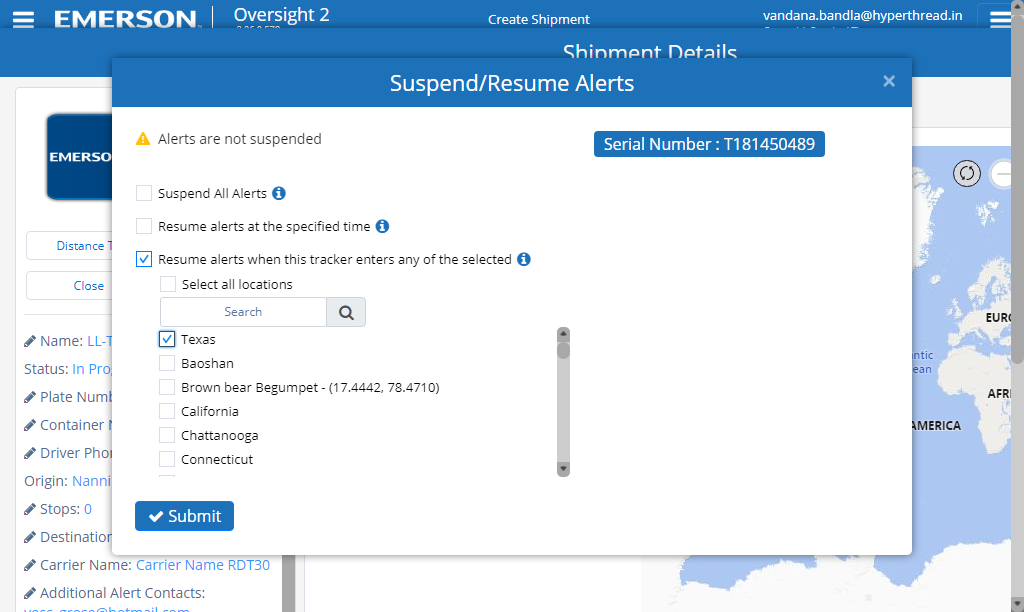 EMERSON
Oversight 2
Create Shipment
vandana.bandla@hyperthread.in
Shipment Details
Suspend/Resume Alerts
×
Alerts are not suspended
Serial Number : T181450489
Suspend All Alerts
Resume alerts at the specified time
Resume alerts when this tracker enters any of the selected
Select all locations
Search
Texas
Baoshan
Brown bear Begumpet - (17.4442, 78.4710)
California
Chattanooga
Connecticut
Submit
EMERSO
Distance T
Close
Name: LL-T
Status: In Pro
Plate Numb
Container N
Driver Phon
Origin: Nanni
Stops: 0
Destination
Carrier Name: Carrier Name RDT30
Additional Alert Contacts:
EURO
ntic
ean
AFRI
AMERICA